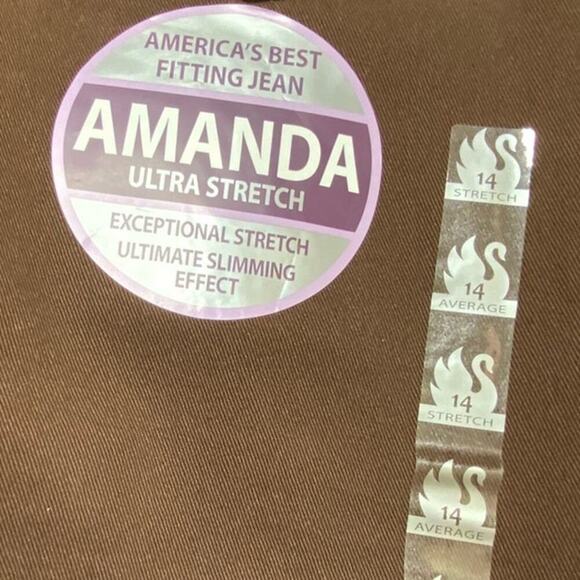 AMERICA'S BEST
FITTING JEAN
AMANDA
ULTRA STRETCH
EXCEPTIONAL STRETCH
ULTIMATE SLIMMING
EFFECT
14
STRETCH
14
AVERAGE
14
STRETCH
14
AVERAGE